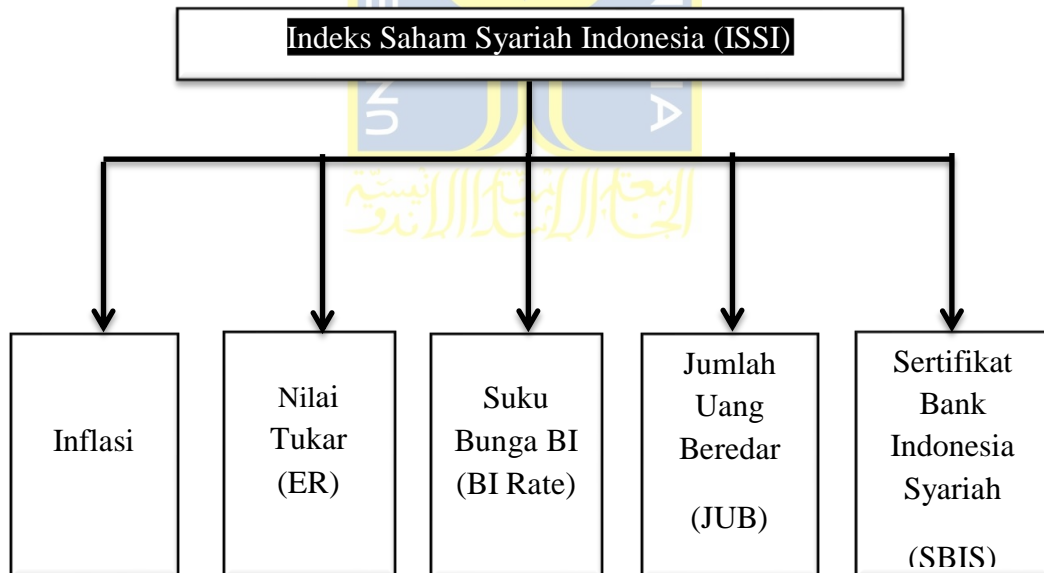 Indeks Saham Syariah Indonesia (ISSI)
Inflasi
Nilai
Tukar
(ER)
Suku
Bunga BI
(BI Rate)
Jumlah
Uang
Beredar
(JUB)
Sertifikat
Bank
Indonesia
Syariah
(SBIS)